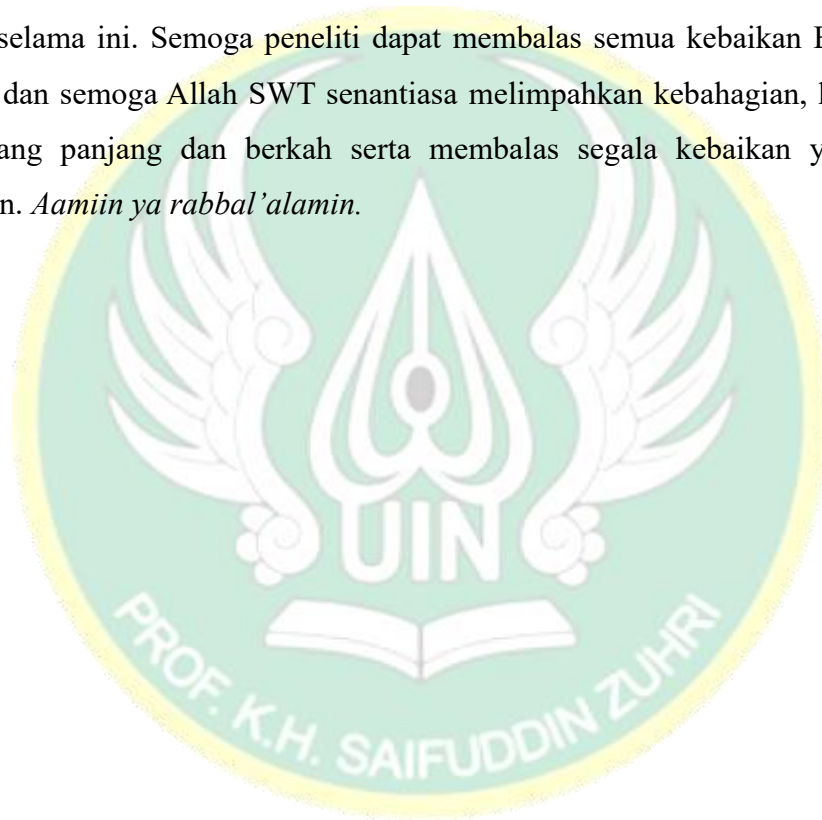 selama ini. Semoga peneliti dapat membalas semua kebaikan
dan semoga Allah SWT senantiasa melimpahkan kebahagian,
ang panjang dan berkah serta membalas segala kebaikan
n. Aamiin ya rabbal’alamin.
UIN
PROF. K.H. SAIFUDDIN ZUHRI